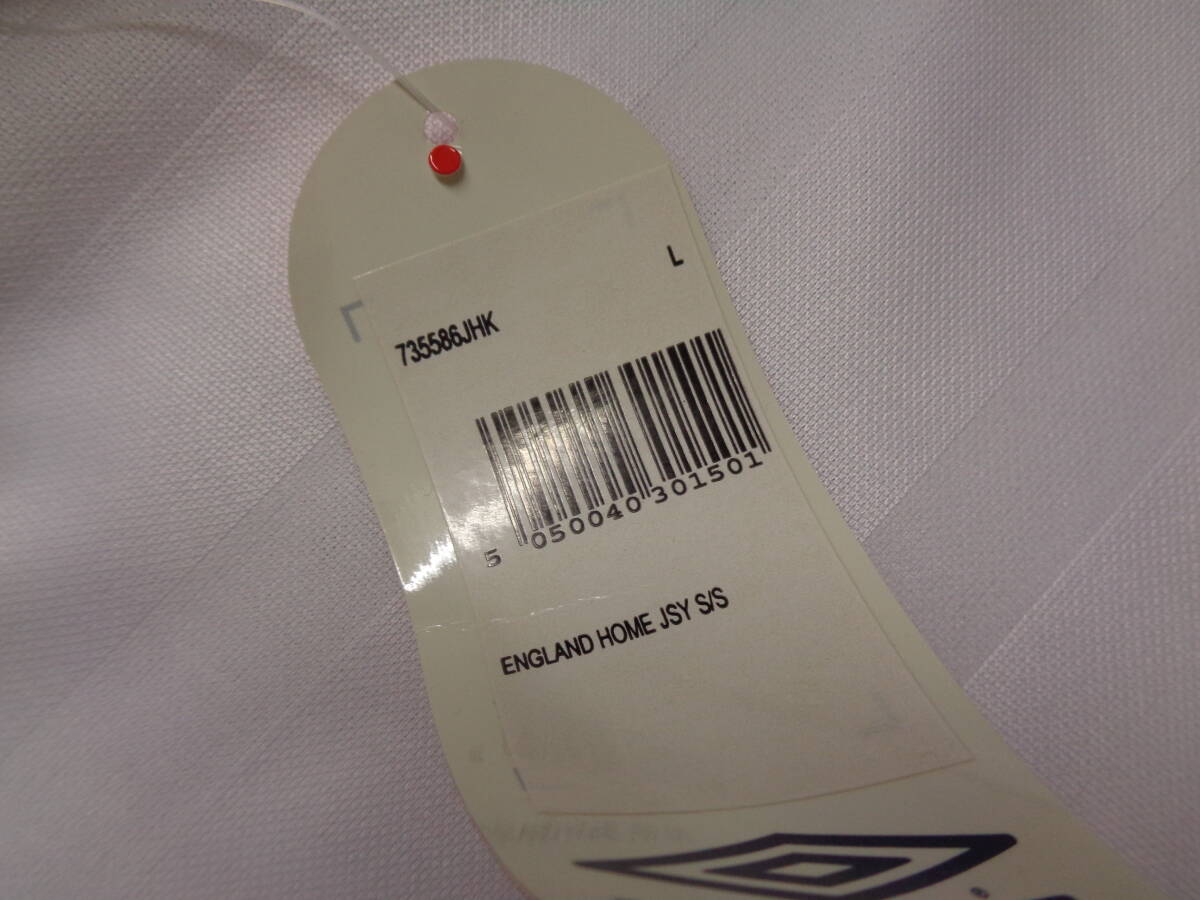 L
735586JHK
5 050040 301501
ENGLAND HOME JSY S/S
®